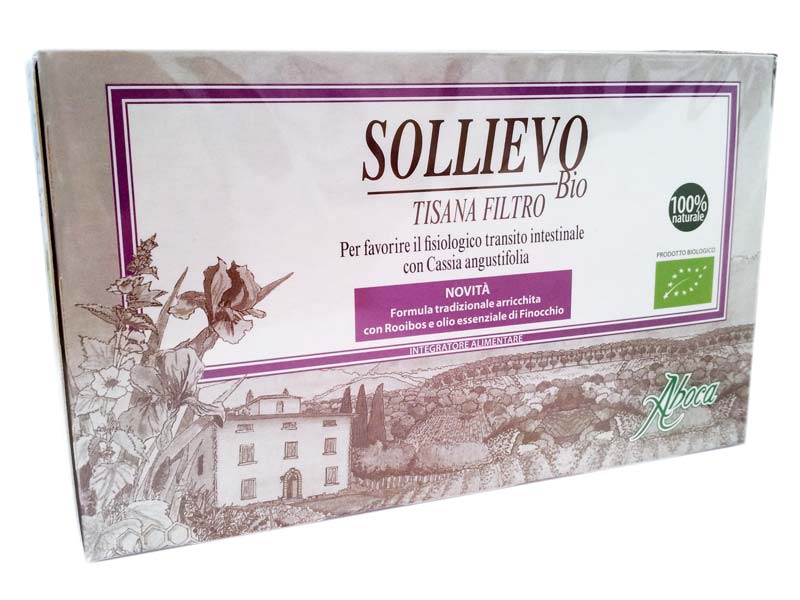 SOLLIEVO
Bio
TISANA FILTRO
Per favorire il fisiologico transito intestinale
con Cassia angustifolia
NOVITÀ
Formula tradizionale arricchita
con Rooibos e olio essenziale di Finocchio
INTEGRATORE ALIMENTARE
100%
naturale
PRODOTTO BIOLOGICO
Aboca